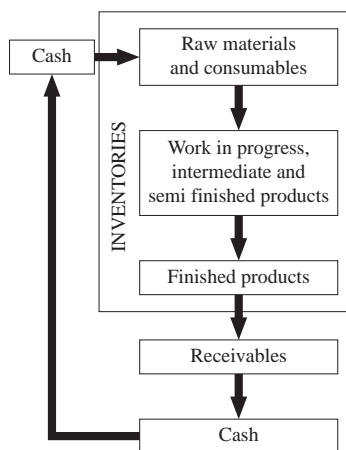 Cash
Raw materials
and consumables
INVENTORIES
Work in progress,
intermediate and
semi finished products
Finished products
Receivables
Cash